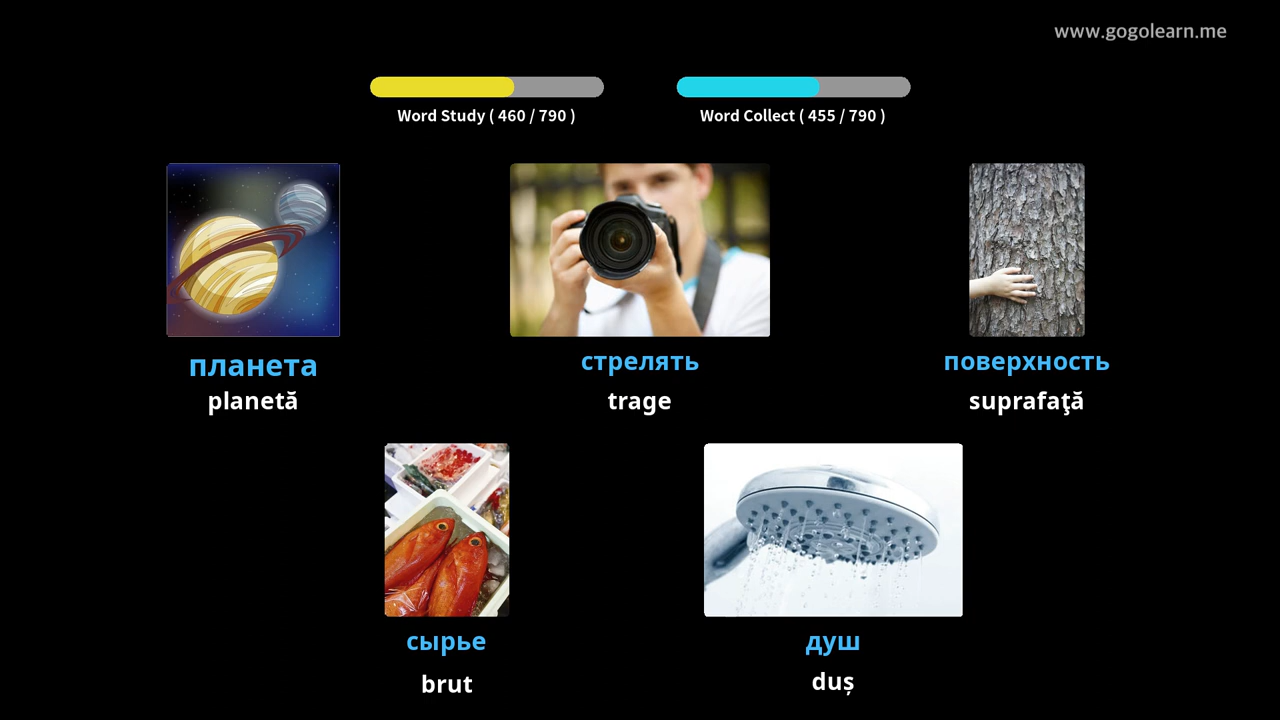 www.gogolearn.me
Word Study ( 460 / 790 )
Word Collect ( 455 / 790 )
планета
planetă
стрелять
trage
поверхность
suprafaţă
сырье
brut
душ
duș